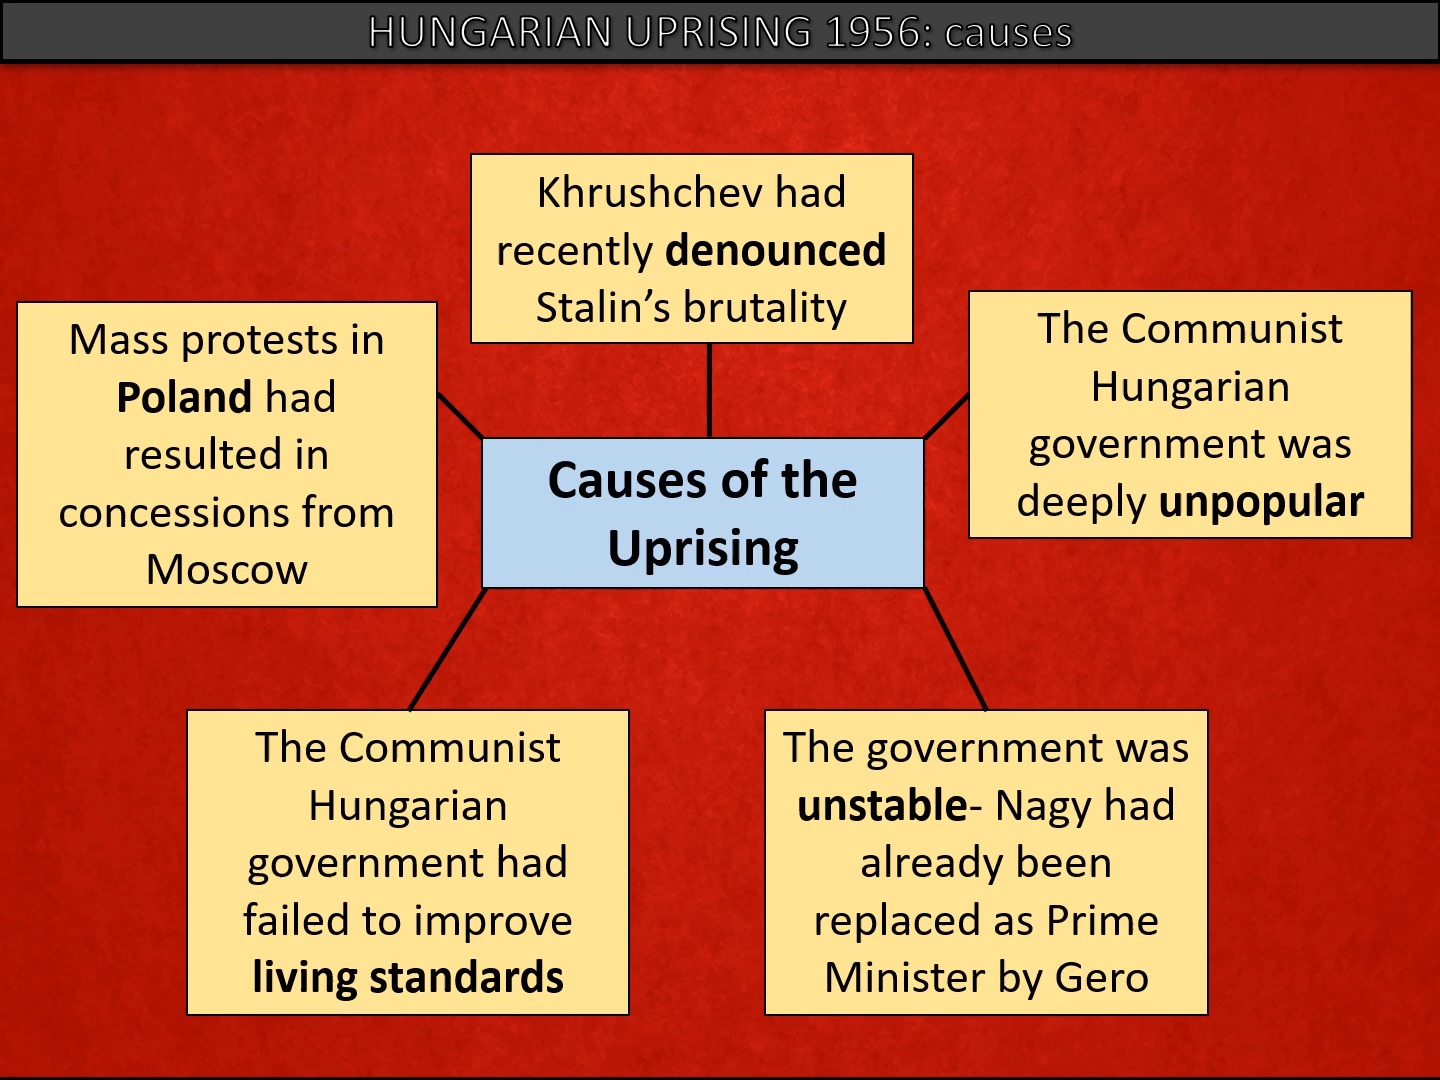 HUNGARIAN UPRISING 1956: causes
Khrushchev had
recently denounced
Stalin’s brutality
Mass protests in
Poland had
resulted in
concessions from
Moscow
The Communist
Hungarian
government was
deeply unpopular
Causes of the
Uprising
The Communist
Hungarian
government had
failed to improve
living standards
The government was
unstable- Nagy had
already been
replaced as Prime
Minister by Gero